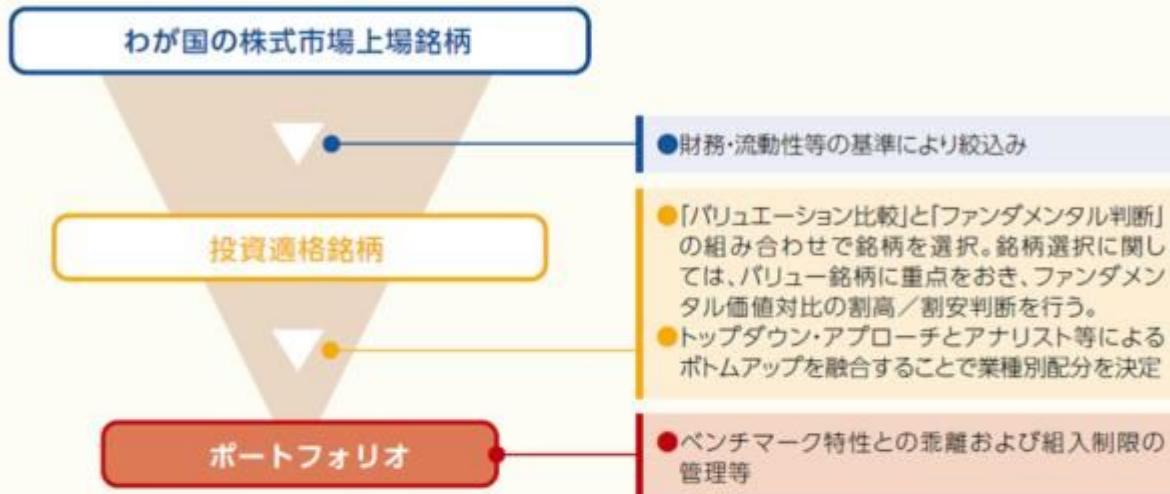 わが国の株式市場上場銘柄
●財務・流動性等の基準により絞込み
●「バリュエーション比較」と「ファンダメンタル判断」
の組み合わせで銘柄を選択。銘柄選択に関し
ては、バリュー銘柄に重点をおき、ファンダメン
タル価値対比の割高／割安判断を行う。
投資適格銘柄
●トップダウン・アプローチとアナリスト等による
ボトムアップを融合することで業種別配分を決定
ポートフォリオ
●ベンチマーク特性との乖離および組入制限の
管理等